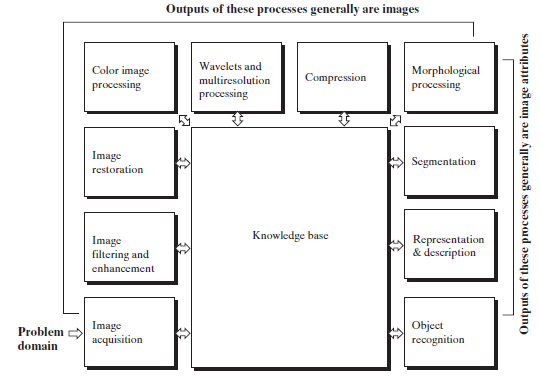 Outputs of these processes generally are images
Color image
processing
Wavelets and
multiresolution
processing
Compression
Morphological
processing
Image
restoration
Segmentation
Image
filtering and
enhancement
Knowledge base
Representation
& description
Problem
domain
Image
acquisition
Object
recognition
Outputs of these processes generally are image attributes